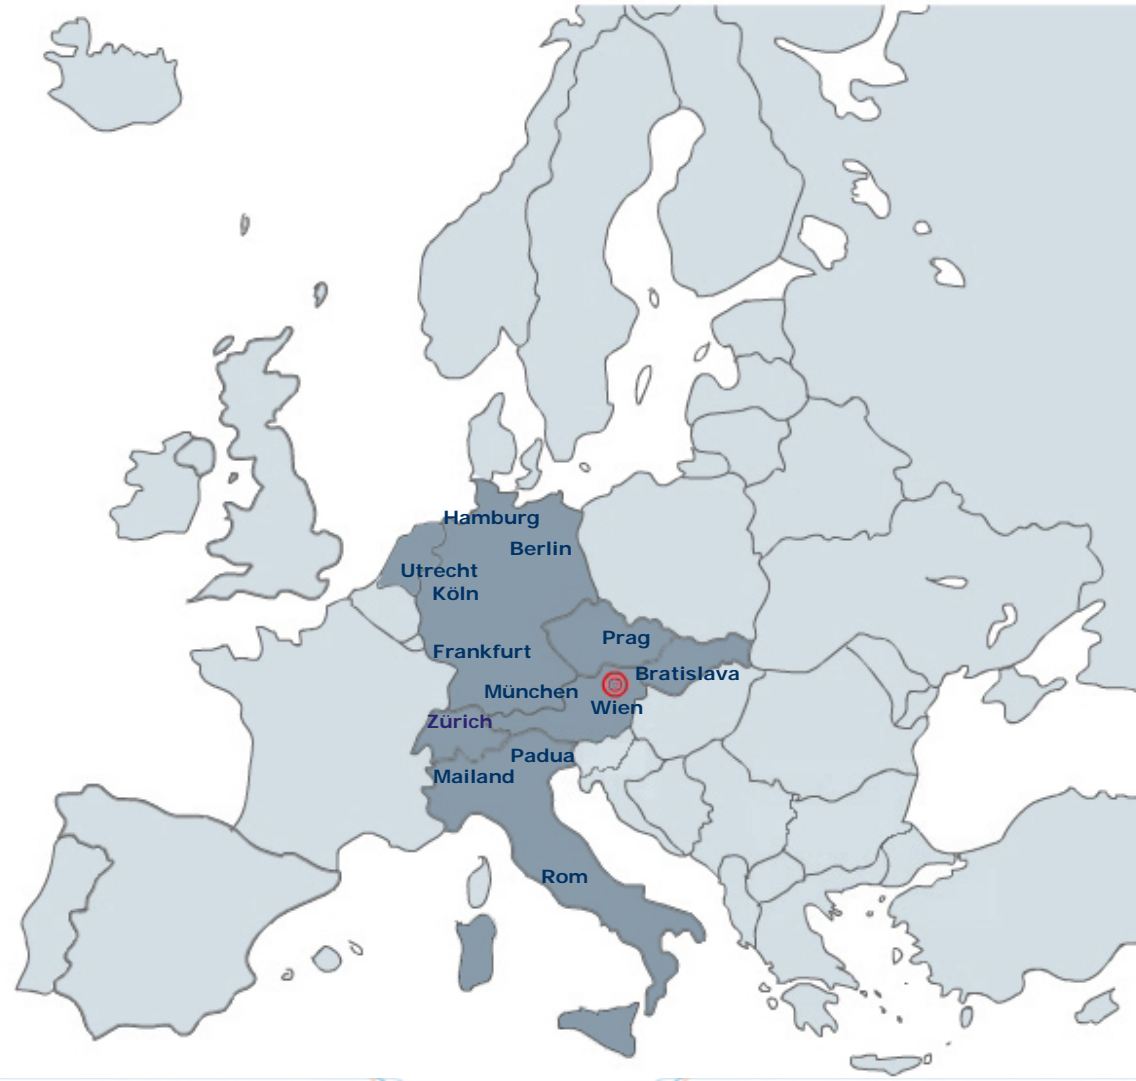 Hamburg
Berlin
Utrecht
Köln
Prag
Frankfurt
Bratislava
München
Wien
Zürich
Padua
Mailand
Rom